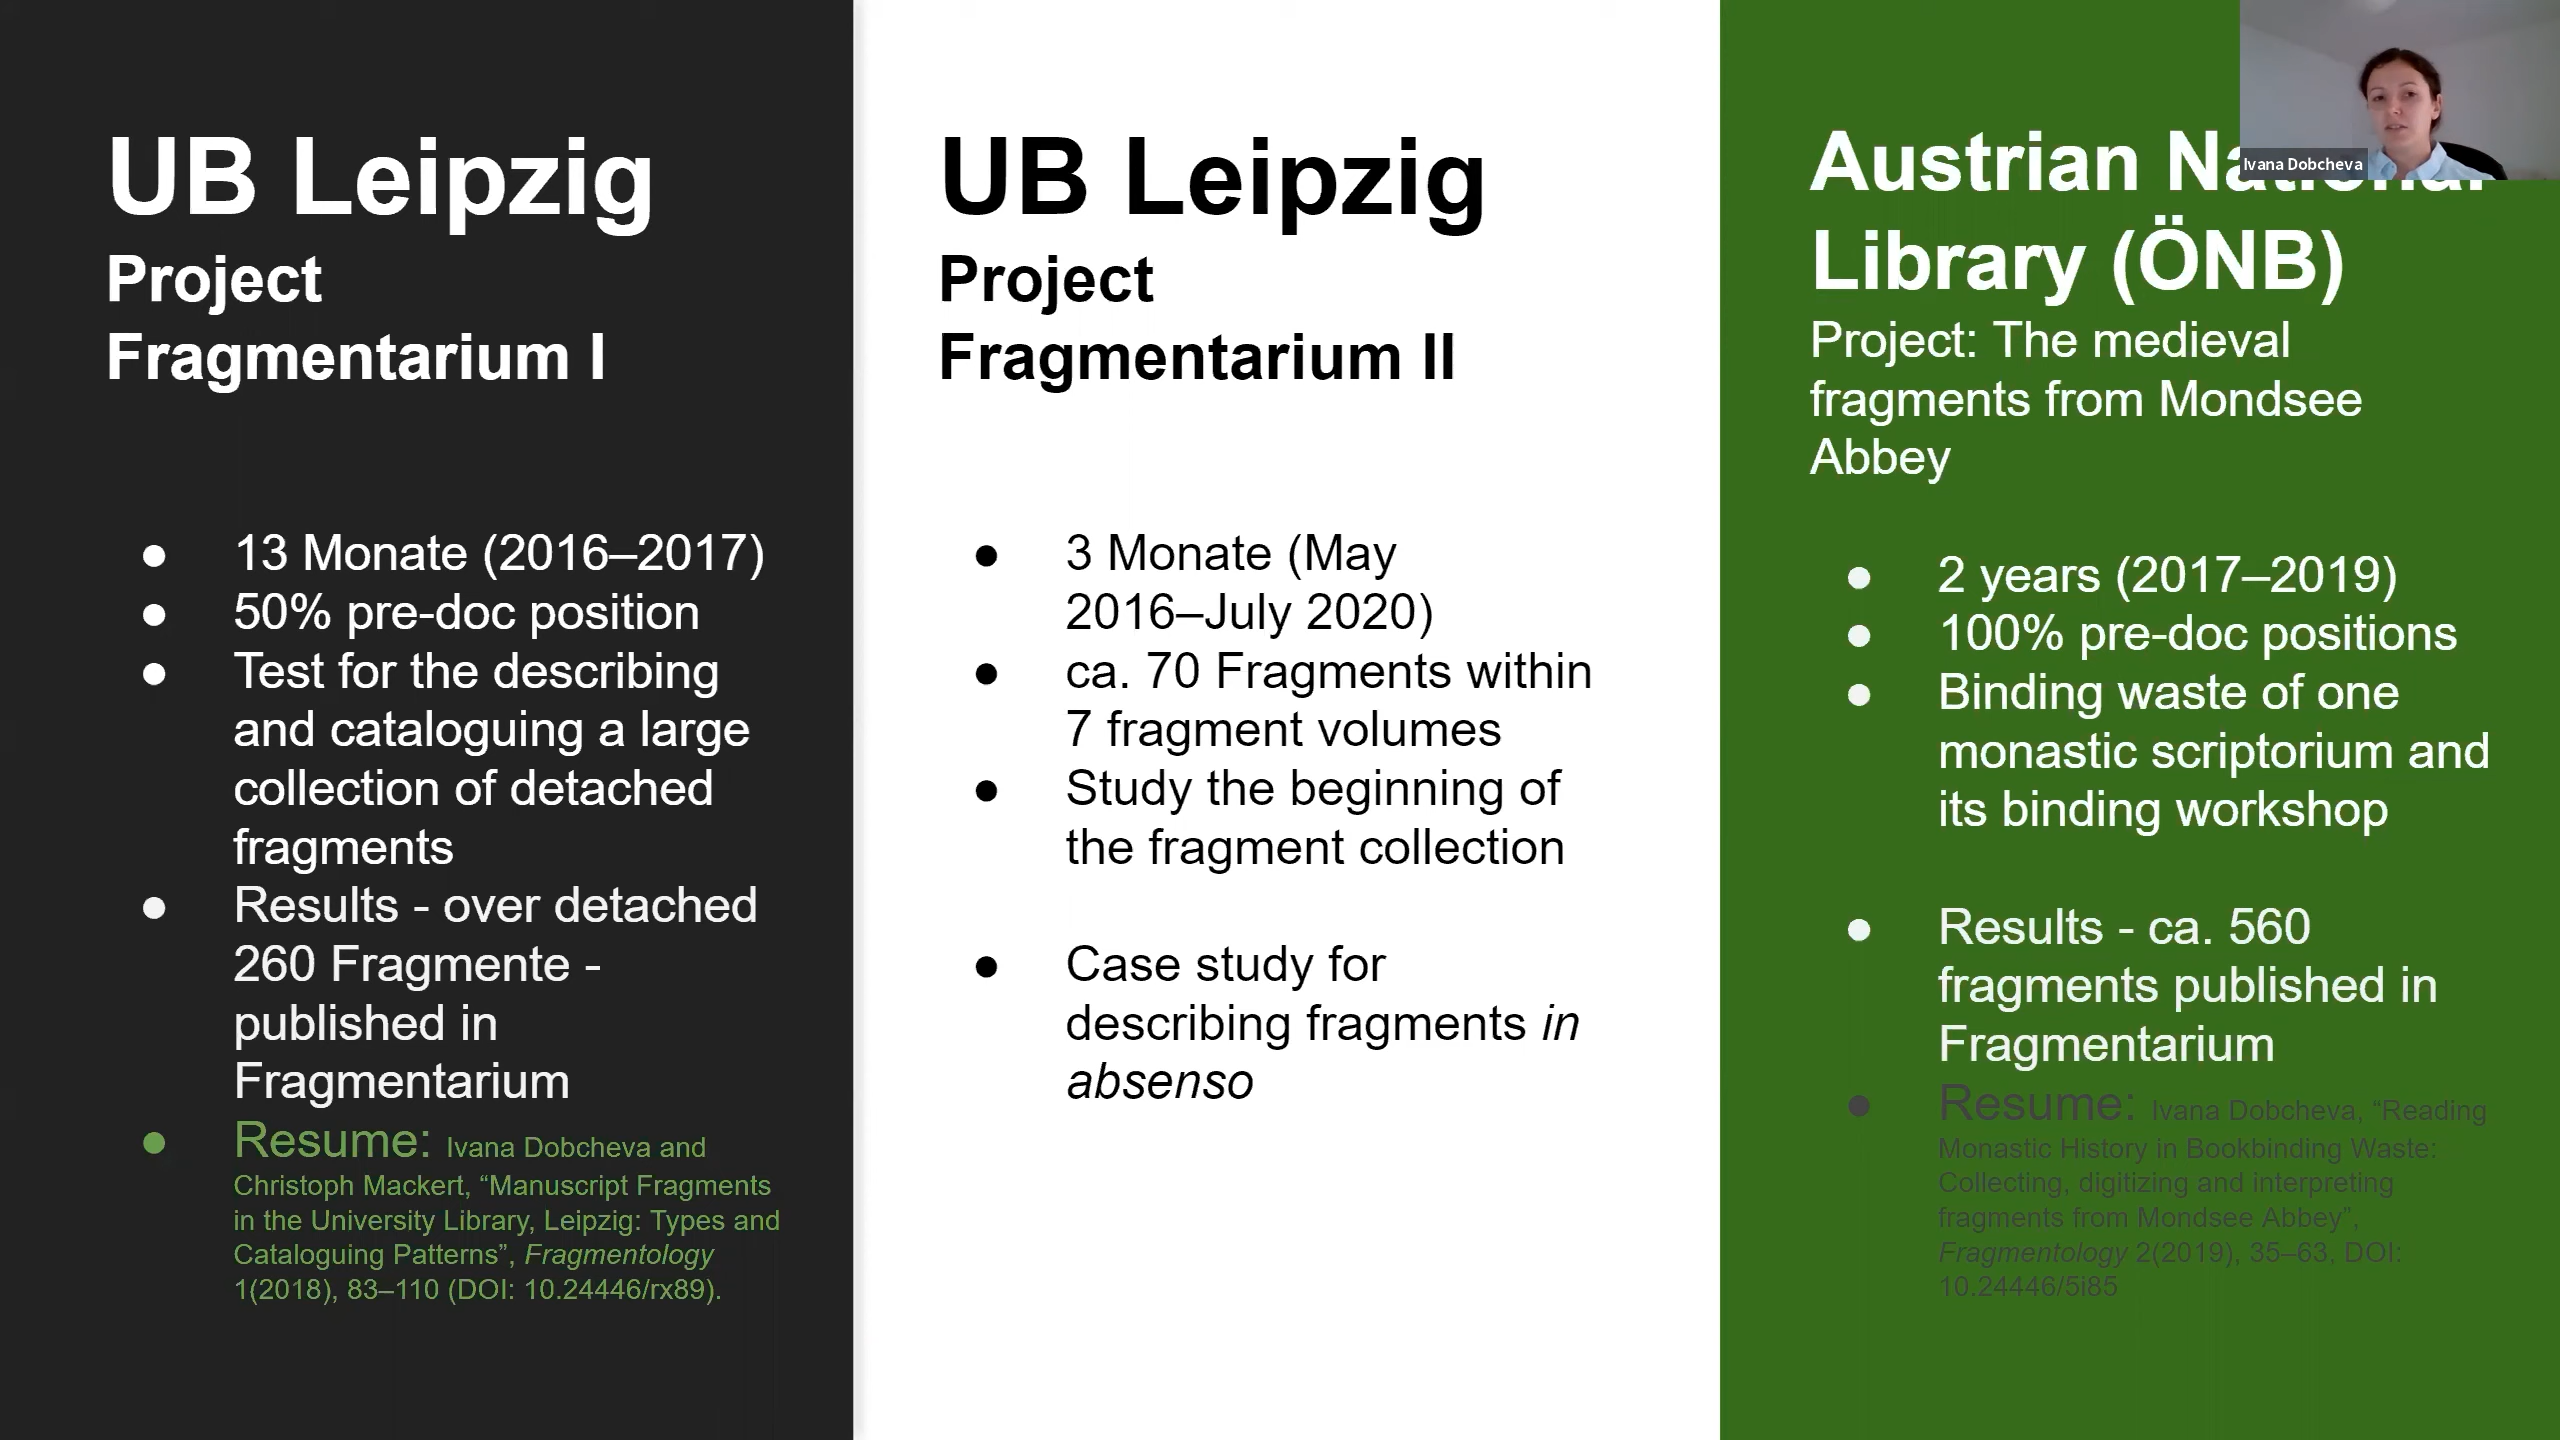 UB Leipzig
Project
Fragmentarium I
● 13 Monate (2016–2017)
● 50% pre-doc position
● Test for the describing
and cataloguing a large
collection of detached
fragments
● Results - over detached
260 Fragmente -
published in
Fragmentarium
● Resume: Ivana Dobcheva and
Christoph Mackert, “Manuscript Fragments
in the University Library, Leipzig: Types and
Cataloguing Patterns”, Fragmentology
1(2018), 83–110 (DOI: 10.24446/rx89).
UB Leipzig
Project
Fragmentarium II
● 3 Monate (May
2016–July 2020)
● ca. 70 Fragments within
7 fragment volumes
● Study the beginning of
the fragment collection
● Case study for
describing fragments in
absenso
Austrian National
Library (ÖNB)
Project: The medieval
fragments from Mondsee
Abbey
● 2 years (2017–2019)
● 100% pre-doc positions
● Binding waste of one
monastic scriptorium and
its binding workshop
● Results - ca. 560
fragments published in
Fragmentarium
● Resume: Ivana Dobcheva, “Reading
Monastic History in Bookbinding Waste:
Collecting, digitizing and interpreting
fragments from Mondsee Abbey”,
Fragmentology 2(2019), 35–63, DOI:
10.24446/5i85
Ivana Dobcheva